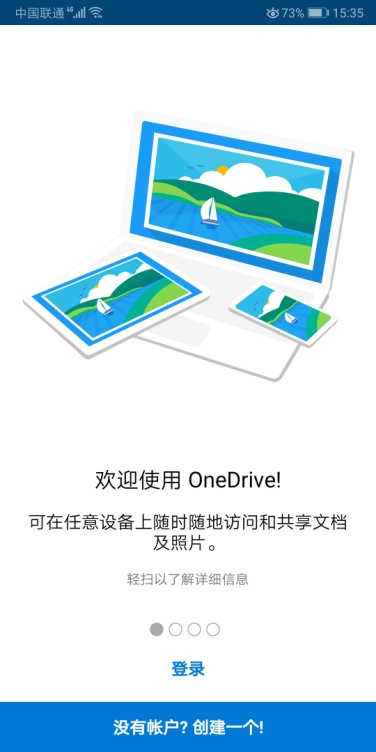 中国联通 4G 73% 15:35
欢迎使用 OneDrive!
可在任意设备上随时随地访问和共享文档
及照片。
轻扫以了解详细信息
登录
没有帐户? 创建一个!